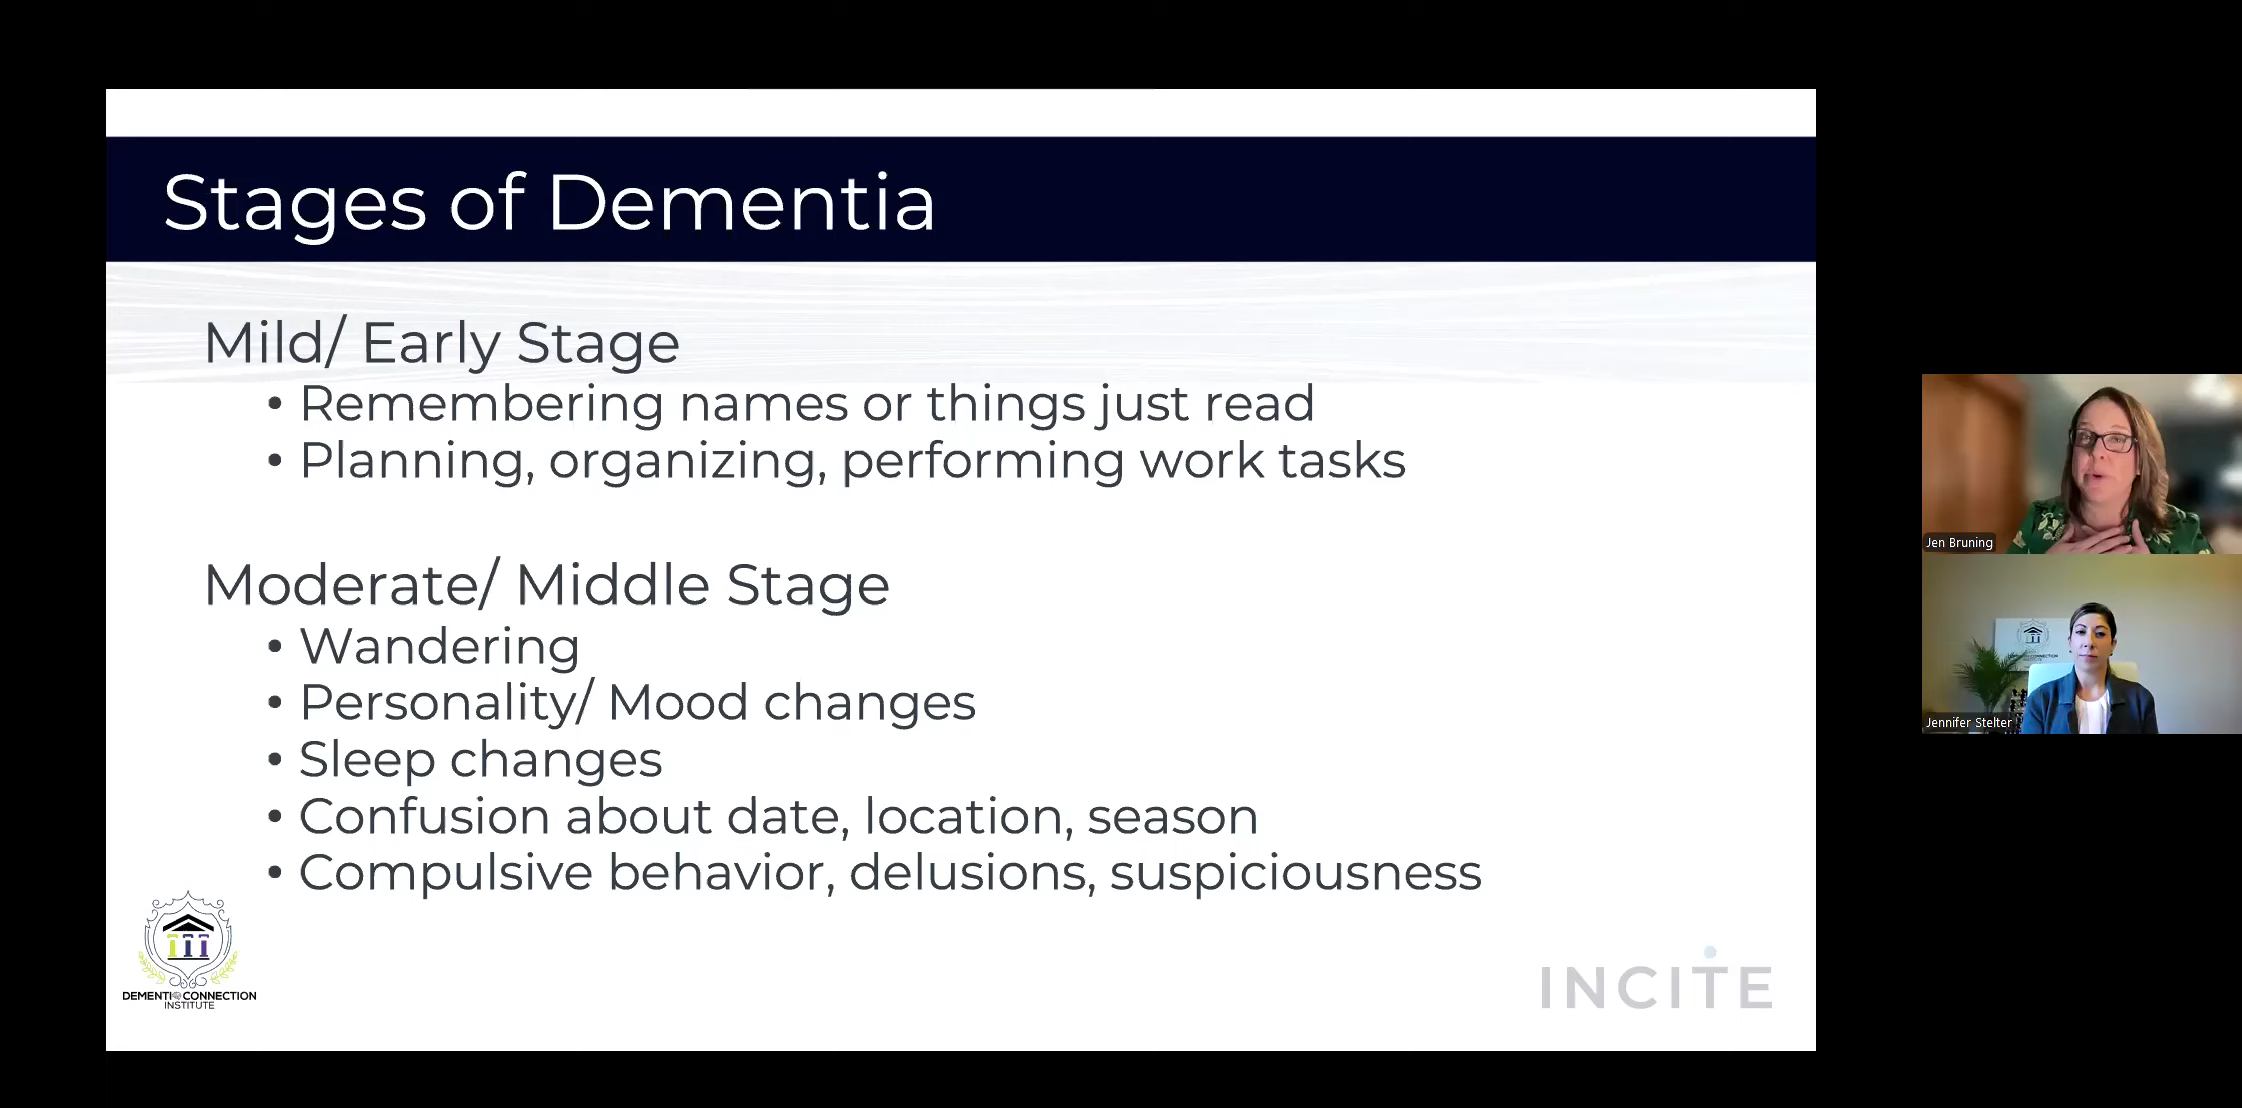 Stages of Dementia
Mild/ Early Stage
• Remembering names or things just read
• Planning, organizing, performing work tasks
Moderate/ Middle Stage
• Wandering
• Personality/ Mood changes
• Sleep changes
• Confusion about date, location, season
• Compulsive behavior, delusions, suspiciousness
DEMENTIA CONNECTION
INSTITUTE
INCITE
Jen Bruning
CONNECTION
INSTITUTE
Jennifer Stelter